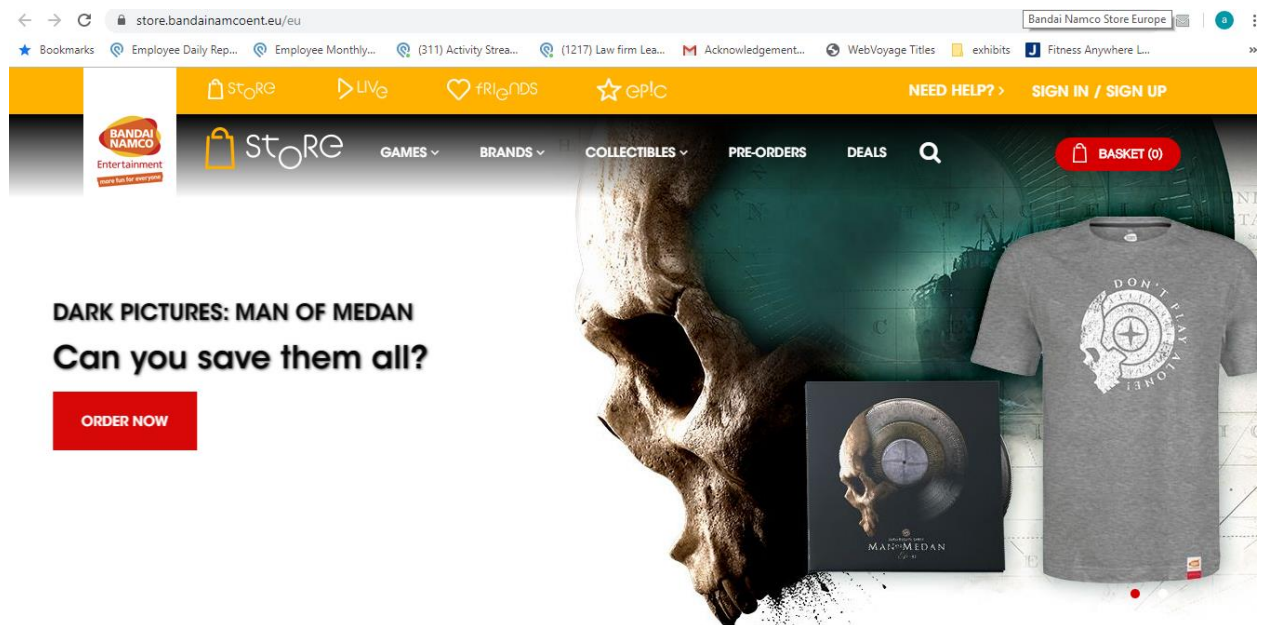 store.bandainamcoent.eu/eu
Bandai Namco Store Europe
a
Bookmarks Employee Daily Rep... Employee Monthly... (311) Activity Strea... (1217) Law firm Lea... Acknowledgement... WebVoyage Titles exhibits Fitness Anywhere L... »
STORE LIVE FRIENDS EPIC NEED HELP? > SIGN IN / SIGN UP
BANDAI
NAMCO
Entertainment
more fun for everyone
STORE GAMES BRANDS COLLECTIBLES PRE-ORDERS DEALS BASKET (0)
DON'T PLAY ALONE!
DARK PICTURES: MAN OF MEDAN
Can you save them all?
ORDER NOW
MAN OF MEDAN